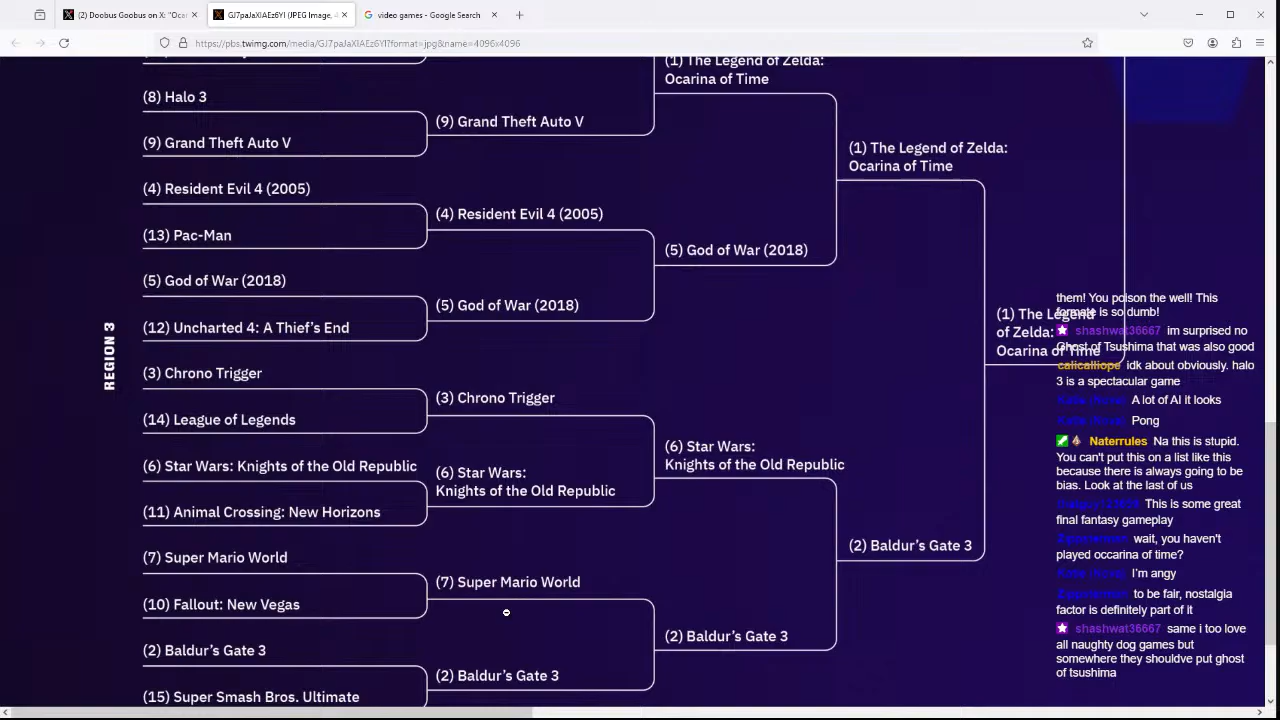 (2) Doobus Goobus on X: "Ocar
GJ7paJaXIAEz6YI (JPEG Image, 4
video games - Google Search
https://pbs.twimg.com/media/GJ7paJaXIAEz6YI?format=jpg&name=4096x4096
(1) The Legend of Zelda:
Ocarina of Time
(8) Halo 3
(9) Grand Theft Auto V
(9) Grand Theft Auto V
(1) The Legend of Zelda:
Ocarina of Time
(4) Resident Evil 4 (2005)
(4) Resident Evil 4 (2005)
(13) Pac-Man
(5) God of War (2018)
(5) God of War (2018)
(5) God of War (2018)
(12) Uncharted 4: A Thief's End
REGION 3
(1) The Legend
of Zelda:
Ocarina of Time
(3) Chrono Trigger
(3) Chrono Trigger
(14) League of Legends
(6) Star Wars:
Knights of the Old Republic
(6) Star Wars: Knights of the Old Republic
(6) Star Wars:
Knights of the Old Republic
(11) Animal Crossing: New Horizons
(2) Baldur's Gate 3
(7) Super Mario World
(7) Super Mario World
(10) Fallout: New Vegas
(2) Baldur's Gate 3
(2) Baldur's Gate 3
(2) Baldur's Gate 3
(15) Super Smash Bros. Ultimate
them! You poison the well! This
formate is so dumb!
shashwat36667 im surprised no
Ghost of Tsushima that was also good
calicalliope idk about obviously. halo
3 is a spectacular game
A lot of AI it looks
Pong
Naterrules Na this is stupid.
You can't put this on a list like this
because there is always going to be
bias. Look at the last of us
This is some great
final fantasy gameplay
wait, you haven't
played occarina of time?
I'm angy
to be fair, nostalgia
factor is definitely part of it
shashwat36667 same i too love
all naughty dog games but
somewhere they shouldve put ghost
of tsushima